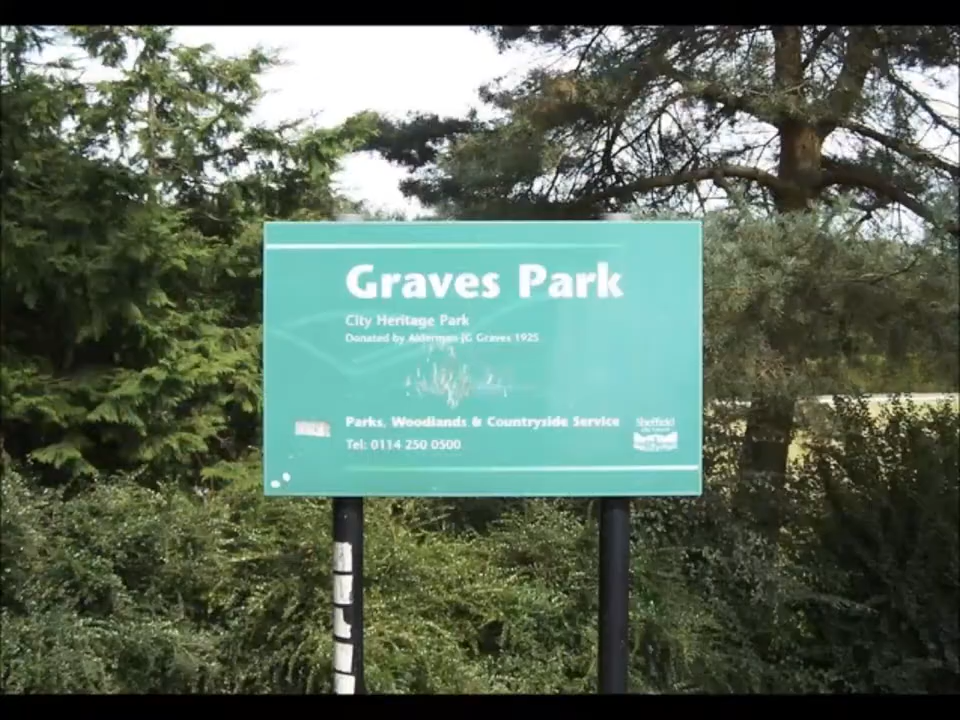 Graves Park
City Heritage Park
Donated by Alderman JG Graves 1925
Parks, Woodlands & Countryside Service
Tel: 0114 250 0500
Sheffield